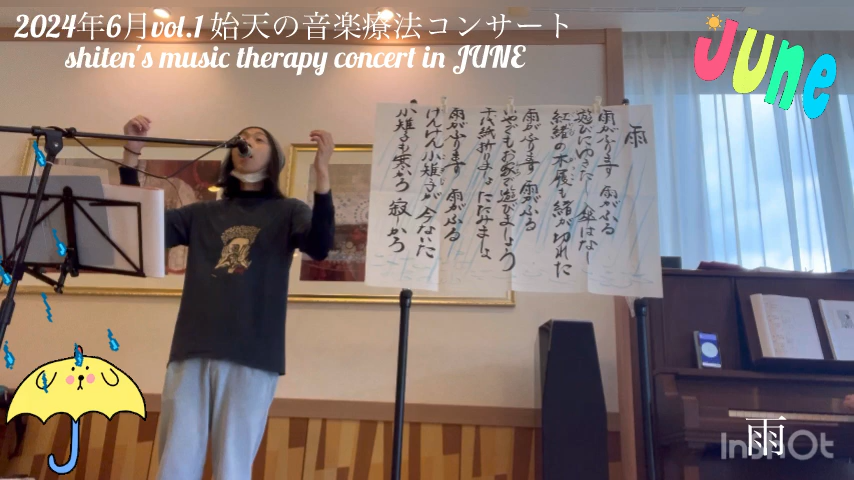 2024年6月vol.1 始天の音楽療法コンサート
shiten's music therapy concert in JUNE
June
雨
雨がふります 雨がふる
遊びにゆきたし 傘はなし
紅緒の木履も緒が切れた
雨がふります 雨がふる
いやでもお家で遊びましょう
千代紙折りましょたたみましょ
雨がふります 雨がふる
けんけん小雉子が今ないた
小雉子も寒かろ 寂しかろ
雨
InShOt